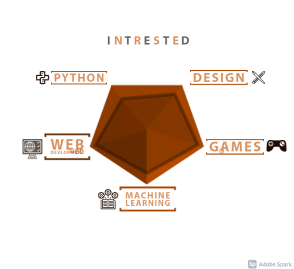 INTRESTED
PYTHON
DESIGN
WEB
GAMES
MACHINE
LEARNING
Adobe Spark